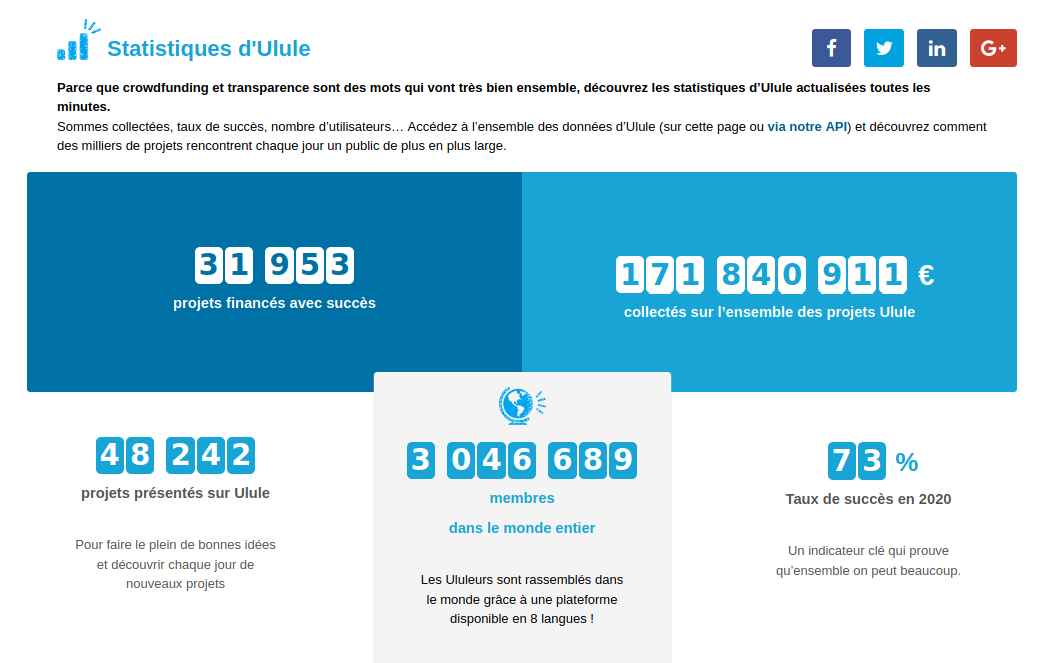 Statistiques d'Ulule
Parce que crowdfunding et transparence sont des mots qui vont très bien ensemble, découvrez les statistiques d’Ulule actualisées toutes les
minutes.
Sommes collectées, taux de succès, nombre d’utilisateurs… Accédez à l’ensemble des données d’Ulule (sur cette page ou via notre API) et découvrez comment
des milliers de projets rencontrent chaque jour un public de plus en plus large.
31 953
projets financés avec succès
171 840 911 €
collectés sur l’ensemble des projets Ulule
48 242
projets présentés sur Ulule
Pour faire le plein de bonnes idées
et découvrir chaque jour de
nouveaux projets
3 046 689
membres
dans le monde entier
Les Ululeurs sont rassemblés dans
le monde grâce à une plateforme
disponible en 8 langues !
73 %
Taux de succès en 2020
Un indicateur clé qui prouve
qu’ensemble on peut beaucoup.